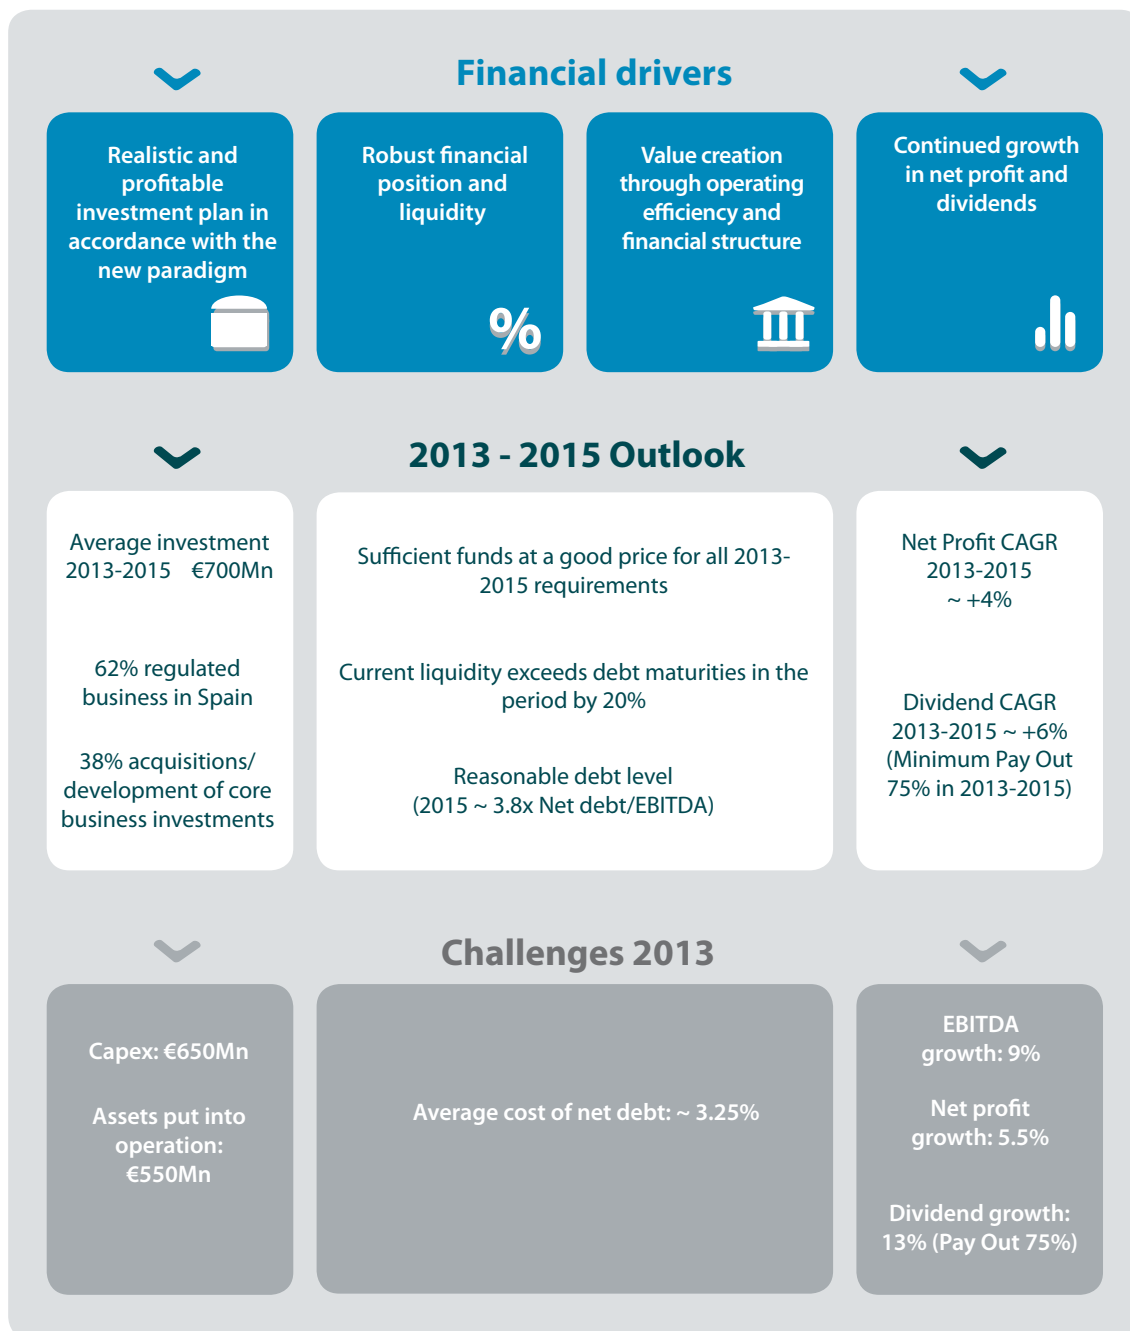 Financial drivers
Realistic and
profitable
investment plan in
accordance with the
new paradigm
Robust financial
position and
liquidity
%
Value creation
through operating
efficiency and
financial structure
Continued growth
in net profit and
dividends
2013 - 2015 Outlook
Average investment
2013-2015 €700Mn
62% regulated
business in Spain
38% acquisitions/
development of core
business investments
Sufficient funds at a good price for all 2013-
2015 requirements
Current liquidity exceeds debt maturities in the
period by 20%
Reasonable debt level
(2015 ~ 3.8x Net debt/EBITDA)
Net Profit CAGR
2013-2015
~ +4%
Dividend CAGR
2013-2015 ~ +6%
(Minimum Pay Out
75% in 2013-2015)
Challenges 2013
Capex: €650Mn
Assets put into
operation:
€550Mn
Average cost of net debt: ~ 3.25%
EBITDA
growth: 9%
Net profit
growth: 5.5%
Dividend growth:
13% (Pay Out 75%)